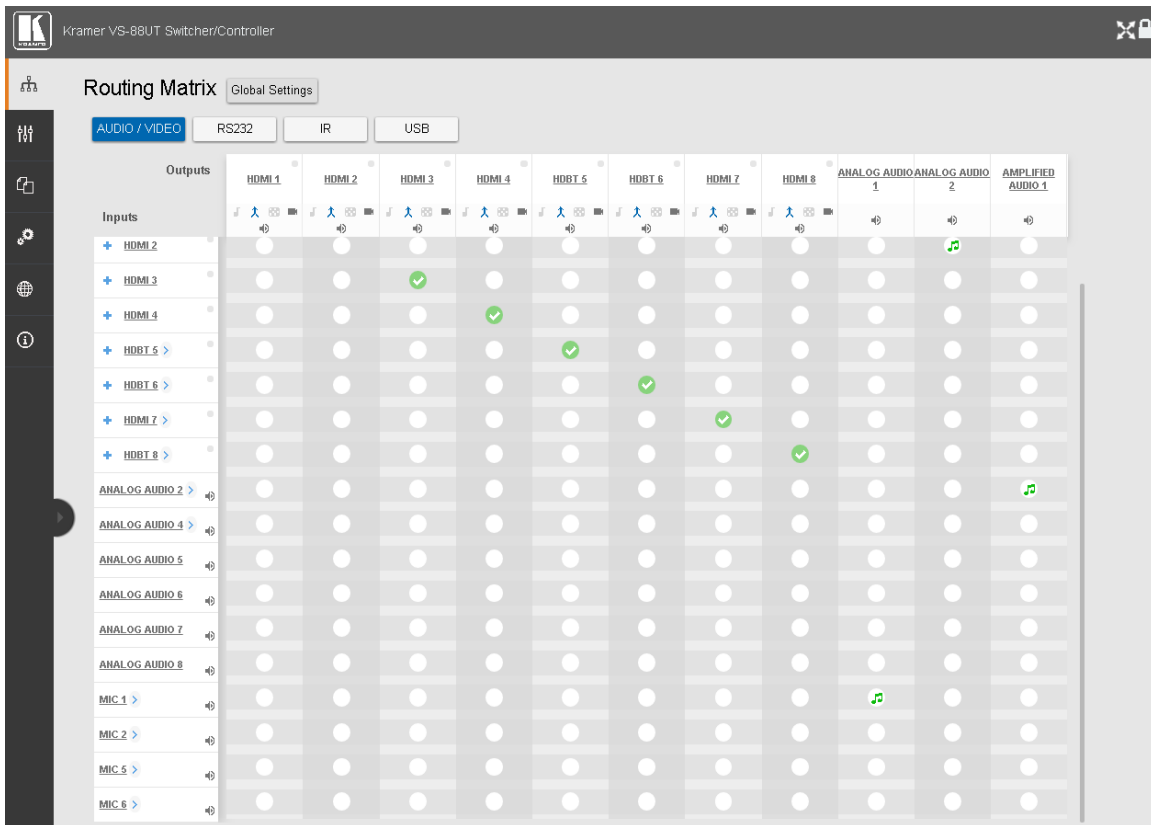 KRAMER
Kramer VS-88UT Switcher/Controller
Routing Matrix
Global Settings
AUDIO / VIDEO
RS232
IR
USB
Outputs
HDMI 1
HDMI 2
HDMI 3
HDMI 4
HDBT 5
HDBT 6
HDMI 7
HDMI 8
ANALOG AUDIO 1
ANALOG AUDIO 2
AMPLIFIED AUDIO 1
Inputs
HDMI 2
HDMI 3
HDMI 4
HDBT 5
HDBT 6
HDMI 7
HDBT 8
ANALOG AUDIO 2
ANALOG AUDIO 4
ANALOG AUDIO 5
ANALOG AUDIO 6
ANALOG AUDIO 7
ANALOG AUDIO 8
MIC 1
MIC 2
MIC 5
MIC 6